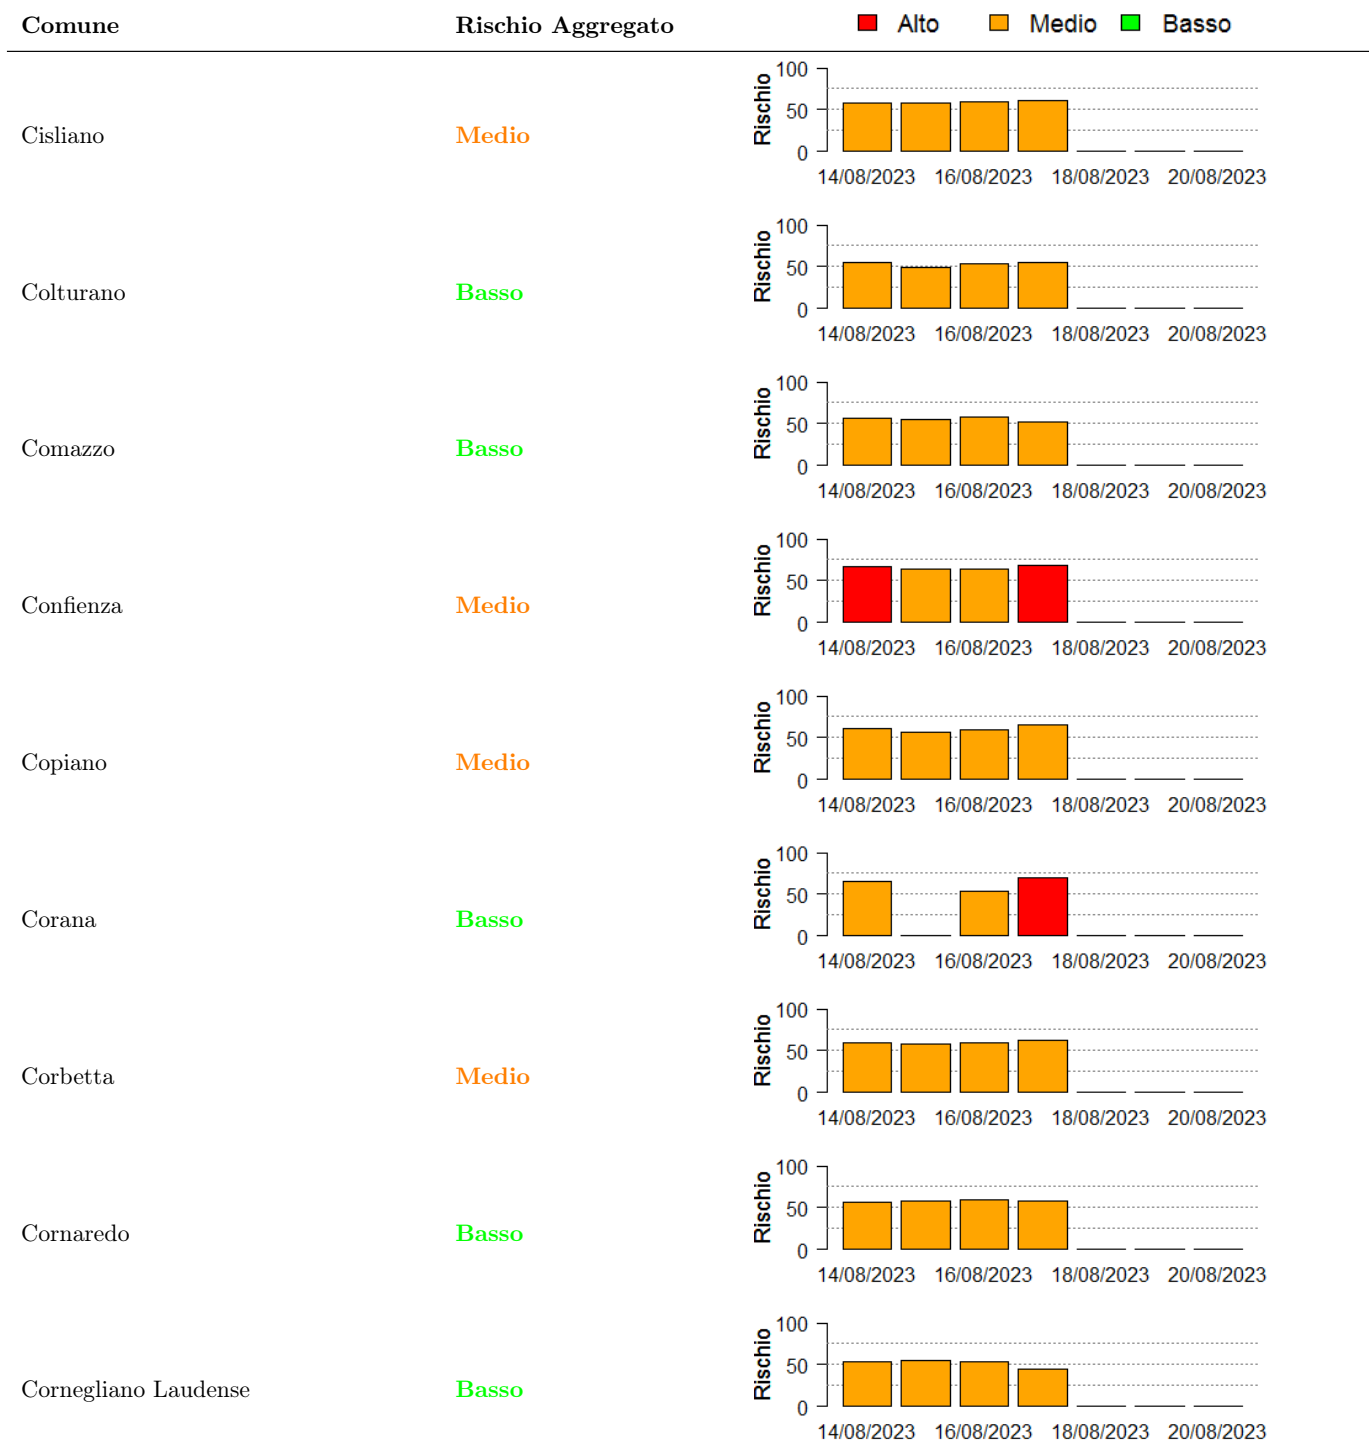 Comune Rischio Aggregato Alto Medio Basso
100
50
0
Rischio
Cisliano Medio
14/08/2023 16/08/2023 18/08/2023 20/08/2023
100
50
0
Rischio
Colturano Basso
14/08/2023 16/08/2023 18/08/2023 20/08/2023
100
50
0
Rischio
Comazzo Basso
14/08/2023 16/08/2023 18/08/2023 20/08/2023
100
50
0
Rischio
Confienza Medio
14/08/2023 16/08/2023 18/08/2023 20/08/2023
100
50
0
Rischio
Copiano Medio
14/08/2023 16/08/2023 18/08/2023 20/08/2023
100
50
0
Rischio
Corana Basso
14/08/2023 16/08/2023 18/08/2023 20/08/2023
100
50
0
Rischio
Corbetta Medio
14/08/2023 16/08/2023 18/08/2023 20/08/2023
100
50
0
Rischio
Cornaredo Basso
14/08/2023 16/08/2023 18/08/2023 20/08/2023
100
50
0
Rischio
Cornegliano Laudense Basso
14/08/2023 16/08/2023 18/08/2023 20/08/2023